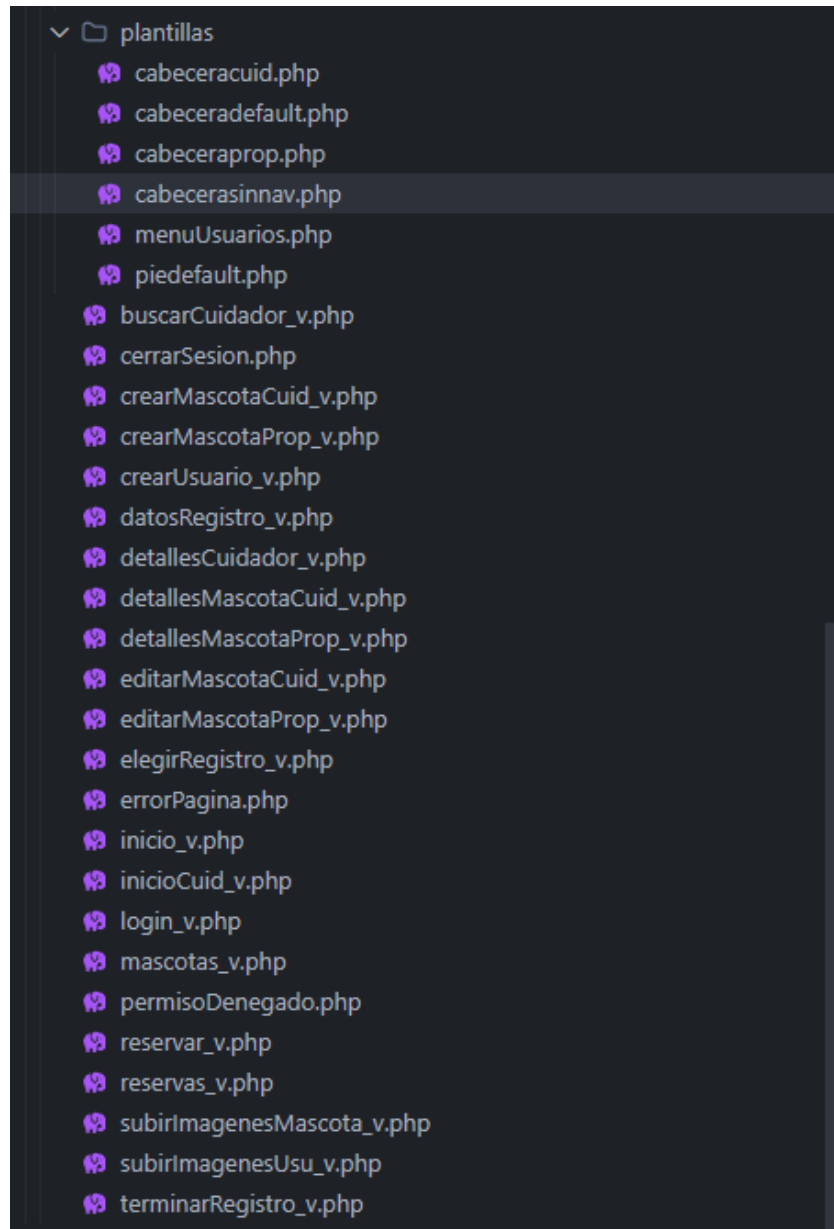 plantillas
cabeceracuid.php
cabeceradefault.php
cabeceraprop.php
cabecerasinnav.php
menuUsuarios.php
piedefault.php
buscarCuidador_v.php
cerrarSesion.php
crearMascotaCuid_v.php
crearMascotaProp_v.php
crearUsuario_v.php
datosRegistro_v.php
detallesCuidador_v.php
detallesMascotaCuid_v.php
detallesMascotaProp_v.php
editarMascotaCuid_v.php
editarMascotaProp_v.php
elegirRegistro_v.php
errorPagina.php
inicio_v.php
inicioCuid_v.php
login_v.php
mascotas_v.php
permisoDenegado.php
reservar_v.php
reservas_v.php
subirImagenesMascota_v.php
subirImagenesUsu_v.php
terminarRegistro_v.php